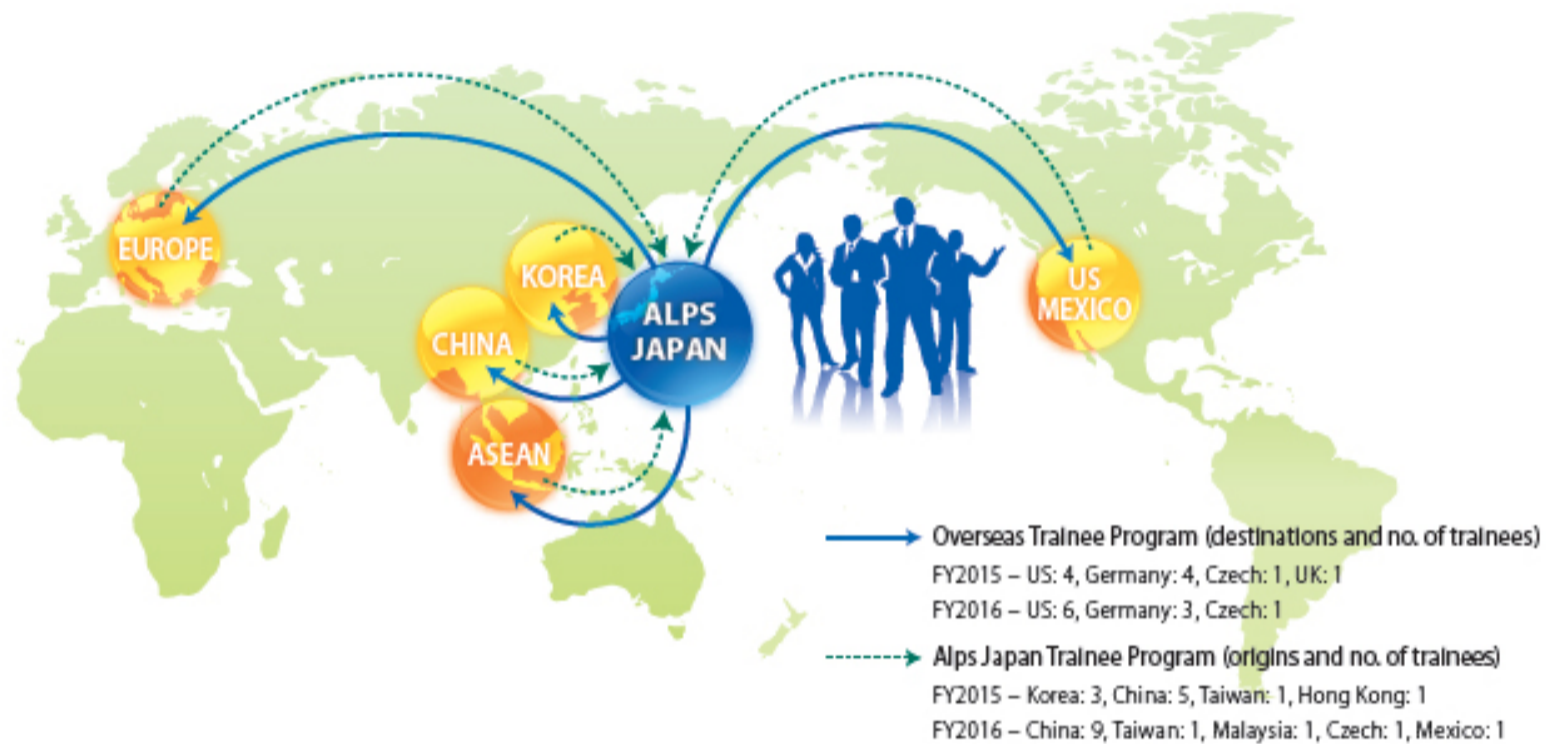 EUROPE
KOREA
CHINA
ASEAN
ALPS
JAPAN
US
MEXICO
Overseas Trainee Program (destinations and no. of trainees)
FY2015 – US: 4, Germany: 4, Czech: 1, UK: 1
FY2016 – US: 6, Germany: 3, Czech: 1
Alps Japan Trainee Program (origins and no. of trainees)
FY2015 – Korea: 3, China: 5, Taiwan: 1, Hong Kong: 1
FY2016 – China: 9, Taiwan: 1, Malaysia: 1, Czech: 1, Mexico: 1